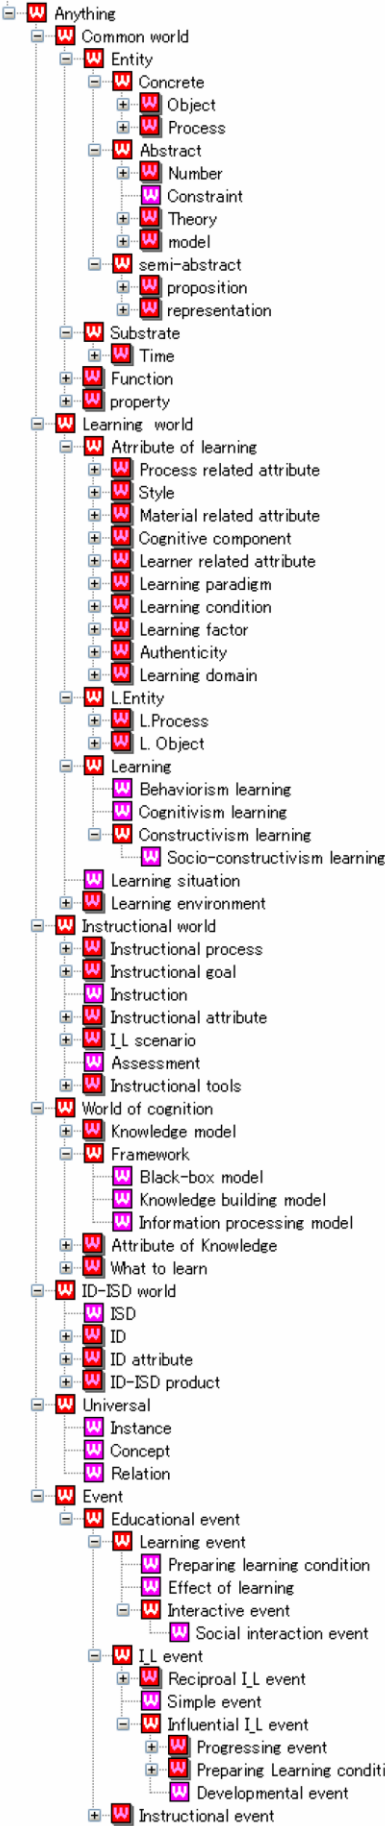 Anything
Common world
Entity
Concrete
Object
Process
Abstract
Number
Constraint
Theory
model
semi-abstract
proposition
representation
Substrate
Time
Function
property
Learning world
Atrribute of learning
Process related attribute
Style
Material related attribute
Cognitive component
Learner related attribute
Learning paradigm
Learning condition
Learning factor
Authenticity
Learning domain
L.Entity
L.Process
L. Object
Learning
Behaviorism learning
Cognitivism learning
Constructivism learning
Socio-constructivism learning
Learning situation
Learning environment
Instructional world
Instructional process
Instructional goal
Instruction
Instructional attribute
I_L scenario
Assessment
Instructional tools
World of cognition
Knowledge model
Framework
Black-box model
Knowledge building model
Information processing model
Attribute of Knowledge
What to learn
ID-ISD world
ISD
ID
ID attribute
ID-ISD product
Universal
Instance
Concept
Relation
Event
Educational event
Learning event
Preparing learning condition
Effect of learning
Interactive event
Social interaction event
I_L event
Reciproal I_L event
Simple event
Influential I_L event
Progressing event
Preparing Learning conditi
Developmental event
Instructional event